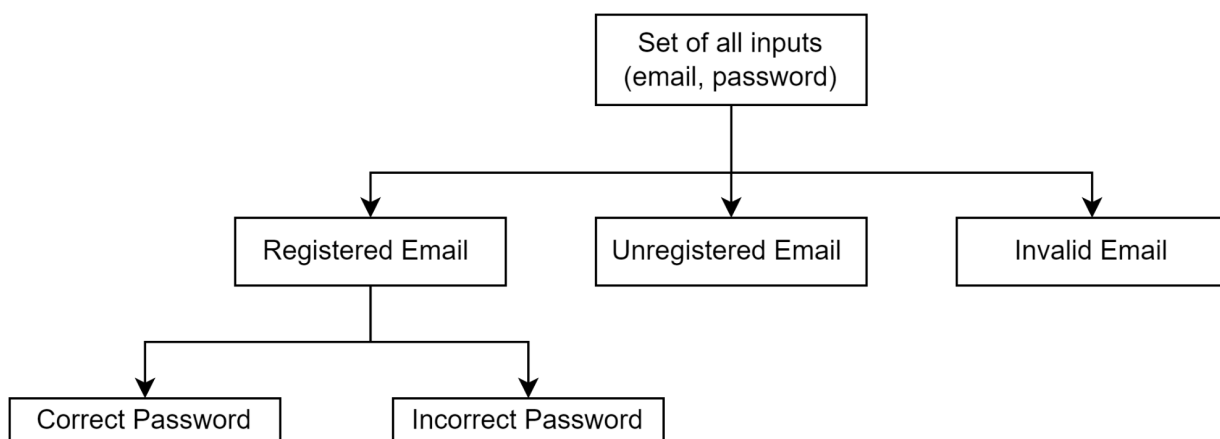 Set of all inputs
(email, password)
Registered Email
Unregistered Email
Invalid Email
Correct Password
Incorrect Password